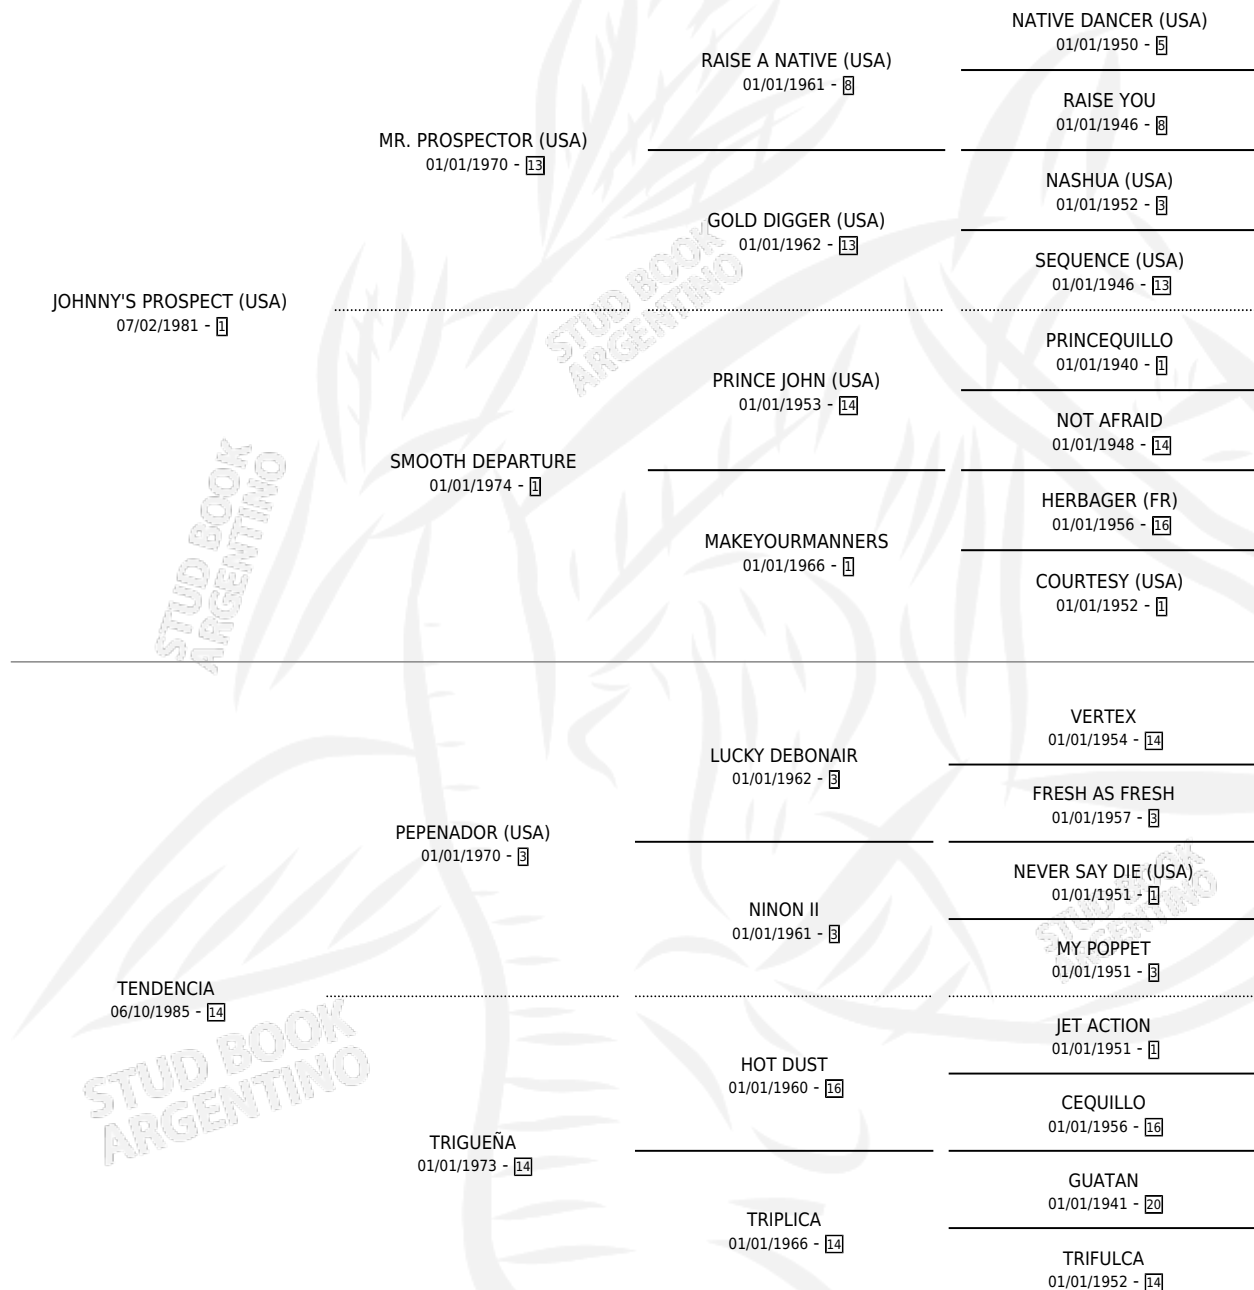 NATIVE DANCER (USA)
01/01/1950 - 5
RAISE A NATIVE (USA)
01/01/1961 - 8
RAISE YOU
01/01/1946 - 8
MR. PROSPECTOR (USA)
01/01/1970 - 13
NASHUA (USA)
01/01/1952 - 3
GOLD DIGGER (USA)
01/01/1962 - 13
SEQUENCE (USA)
01/01/1946 - 13
JOHNNY'S PROSPECT (USA)
07/02/1981 - 1
PRINCEQUILLO
01/01/1940 - 1
PRINCE JOHN (USA)
01/01/1953 - 14
NOT AFRAID
01/01/1948 - 14
SMOOTH DEPARTURE
01/01/1974 - 1
HERBAGER (FR)
01/01/1956 - 16
MAKEYOURMANNERS
01/01/1966 - 1
COURTESY (USA)
01/01/1952 - 1
VERTEX
01/01/1954 - 14
LUCKY DEBONAIR
01/01/1962 - 3
FRESH AS FRESH
01/01/1957 - 3
PEPENADOR (USA)
01/01/1970 - 3
NEVER SAY DIE (USA)
01/01/1951 - 1
NINON II
01/01/1961 - 3
MY POPPET
01/01/1951 - 3
TENDENCIA
06/10/1985 - 14
JET ACTION
01/01/1951 - 1
HOT DUST
01/01/1960 - 16
CEQUILLO
01/01/1956 - 16
TRIGUEÑA
01/01/1973 - 14
GUATAN
01/01/1941 - 20
TRIPLICA
01/01/1966 - 14
TRIFULCA
01/01/1952 - 14
STUD BOOK
ARGENTINO
STUD BOOK
ARGENTINO
STUD BOOK
ARGENTINO
STUD BOOK
ARGENTINO